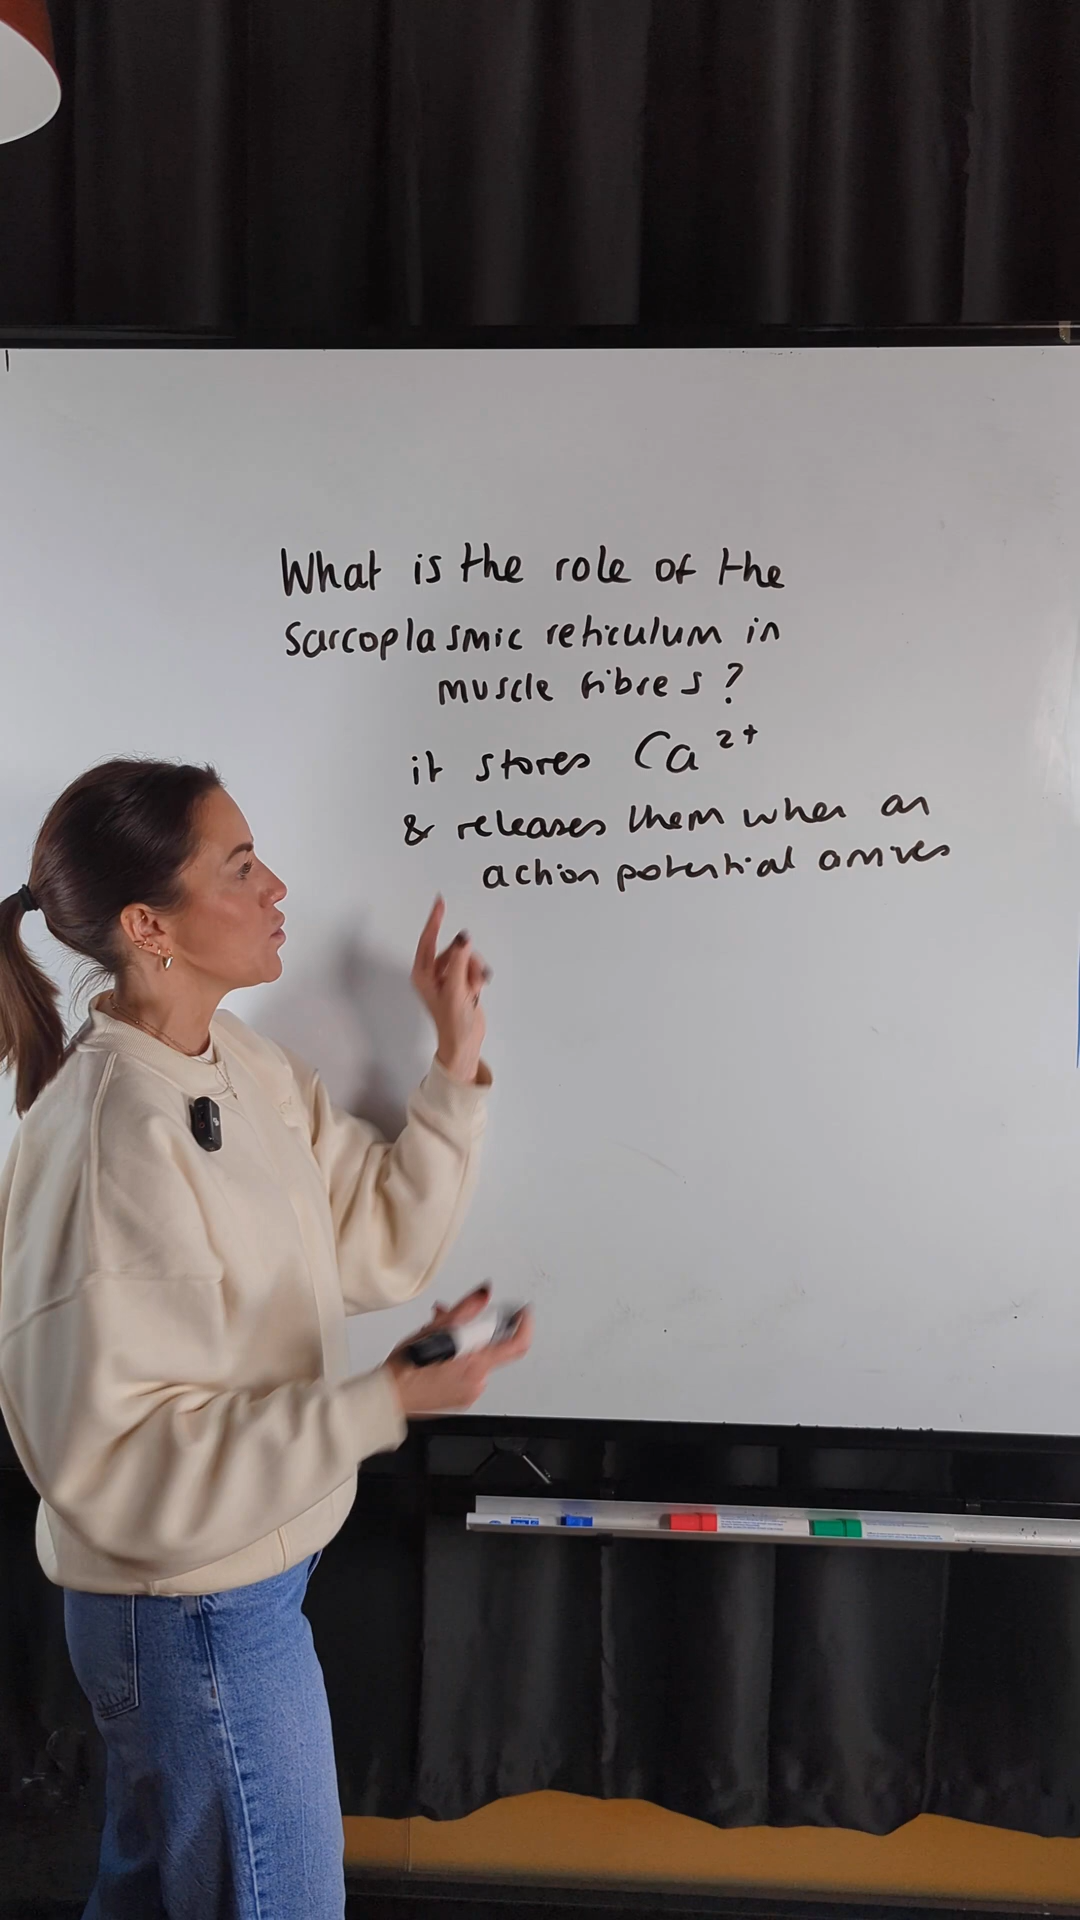 What is the role of the
Sarcoplasmic reticulum in
muscle fibres?
it stores Ca²⁺
& releases them when an
action potential arrives